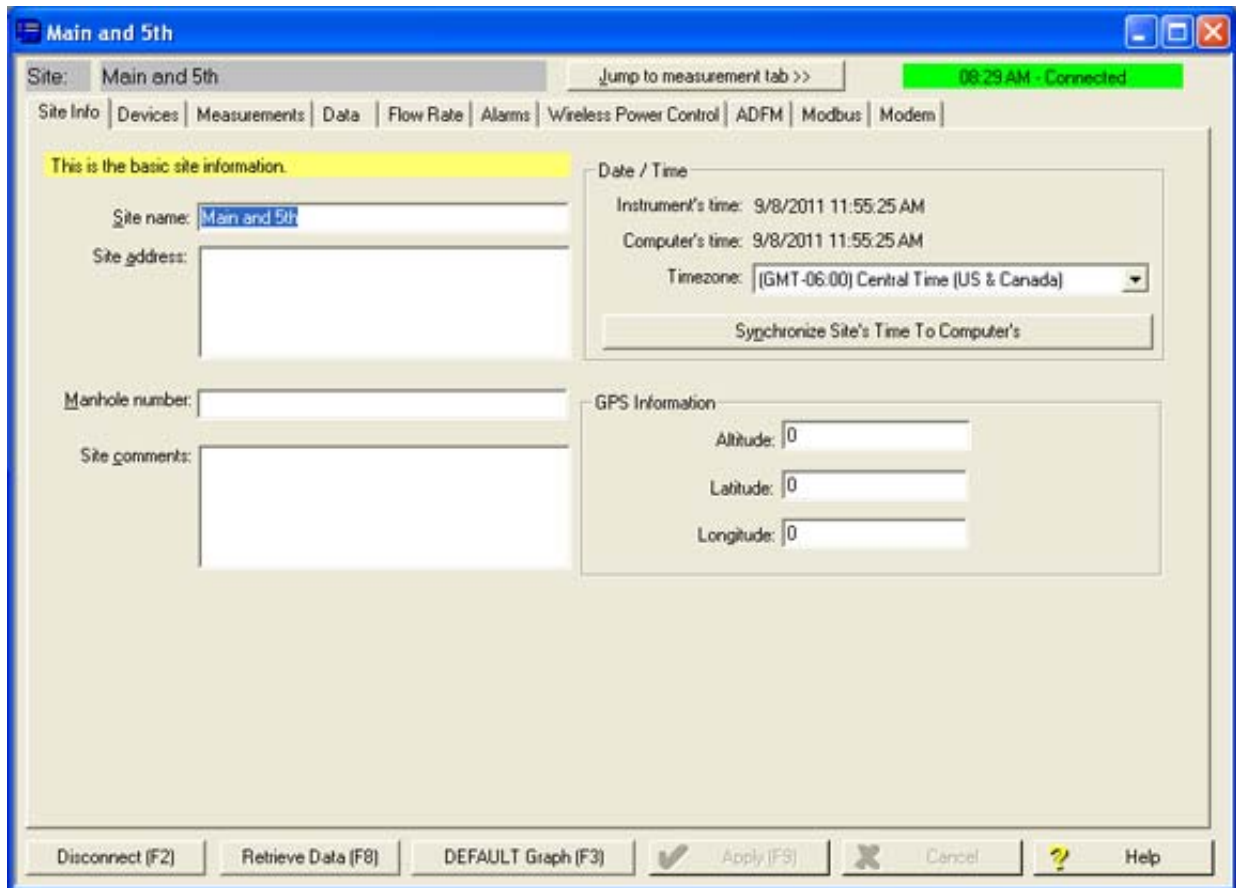 Main and 5th
Site: Main and 5th Jump to measurement tab >> 08:29 AM - Connected
Site Info Devices Measurements Data Flow Rate Alarms Wireless Power Control ADFM Modbus Modem
This is the basic site information.
Site name: Main and 5th
Site address:
Manhole number:
Site comments:
Date / Time
Instrument's time: 9/8/2011 11:55:25 AM
Computer's time: 9/8/2011 11:55:25 AM
Timezone: (GMT-06:00) Central Time (US & Canada)
Synchronize Site's Time To Computer's
GPS Information
Altitude: 0
Latitude: 0
Longitude: 0
Disconnect (F2) Retrieve Data (F8) DEFAULT Graph (F3) Apply (F9) Cancel ? Help